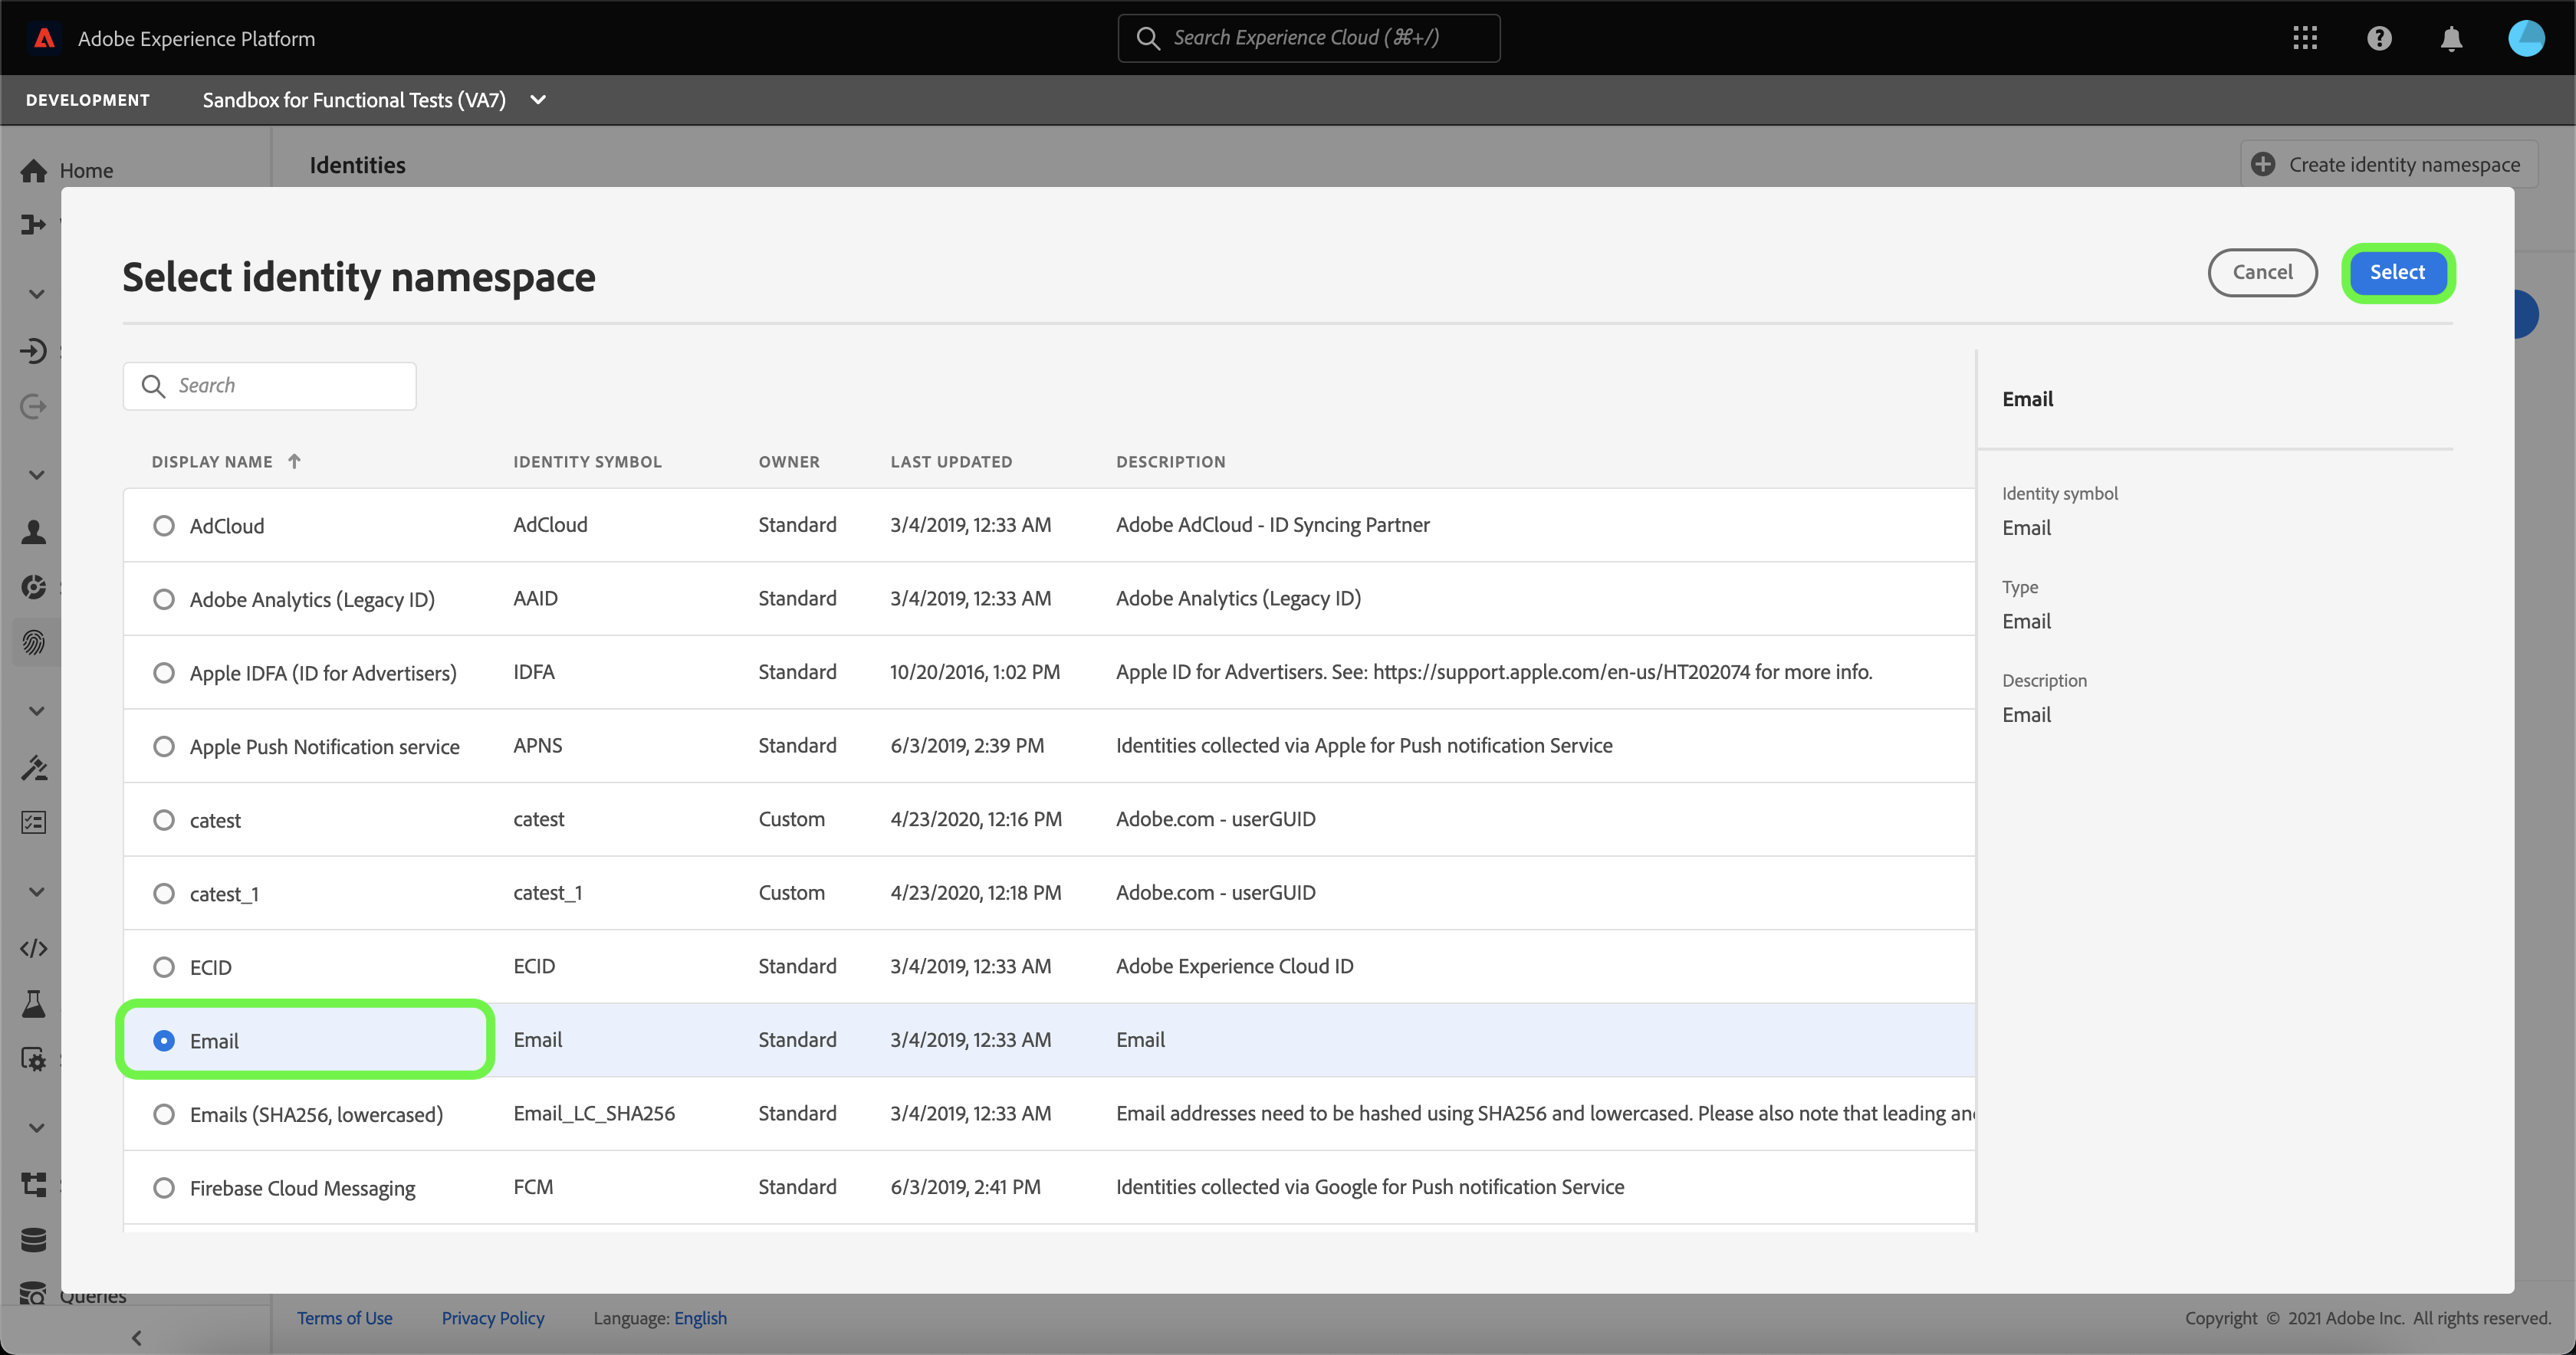 Adobe Experience Platform
Search Experience Cloud (⌘+/)
DEVELOPMENT
Sandbox for Functional Tests (VA7)
Home
Identities
Create identity namespace
Select identity namespace
Cancel
Select
Search
DISPLAY NAME IDENTITY SYMBOL OWNER LAST UPDATED DESCRIPTION
AdCloud AdCloud Standard 3/4/2019, 12:33 AM Adobe AdCloud - ID Syncing Partner
Adobe Analytics (Legacy ID) AAID Standard 3/4/2019, 12:33 AM Adobe Analytics (Legacy ID)
Apple IDFA (ID for Advertisers) IDFA Standard 10/20/2016, 1:02 PM Apple ID for Advertisers. See: https://support.apple.com/en-us/HT202074 for more info.
Apple Push Notification service APNS Standard 6/3/2019, 2:39 PM Identities collected via Apple for Push notification Service
catest catest Custom 4/23/2020, 12:16 PM Adobe.com - userGUID
catest_1 catest_1 Custom 4/23/2020, 12:18 PM Adobe.com - userGUID
ECID ECID Standard 3/4/2019, 12:33 AM Adobe Experience Cloud ID
Email Email Standard 3/4/2019, 12:33 AM Email
Emails (SHA256, lowercased) Email_LC_SHA256 Standard 3/4/2019, 12:33 AM Email addresses need to be hashed using SHA256 and lowercased. Please also note that leading an
Firebase Cloud Messaging FCM Standard 6/3/2019, 2:41 PM Identities collected via Google for Push notification Service
Email
Identity symbol
Email
Type
Email
Description
Email
Queries
Terms of Use Privacy Policy Language: English
Copyright © 2021 Adobe Inc. All rights reserved.